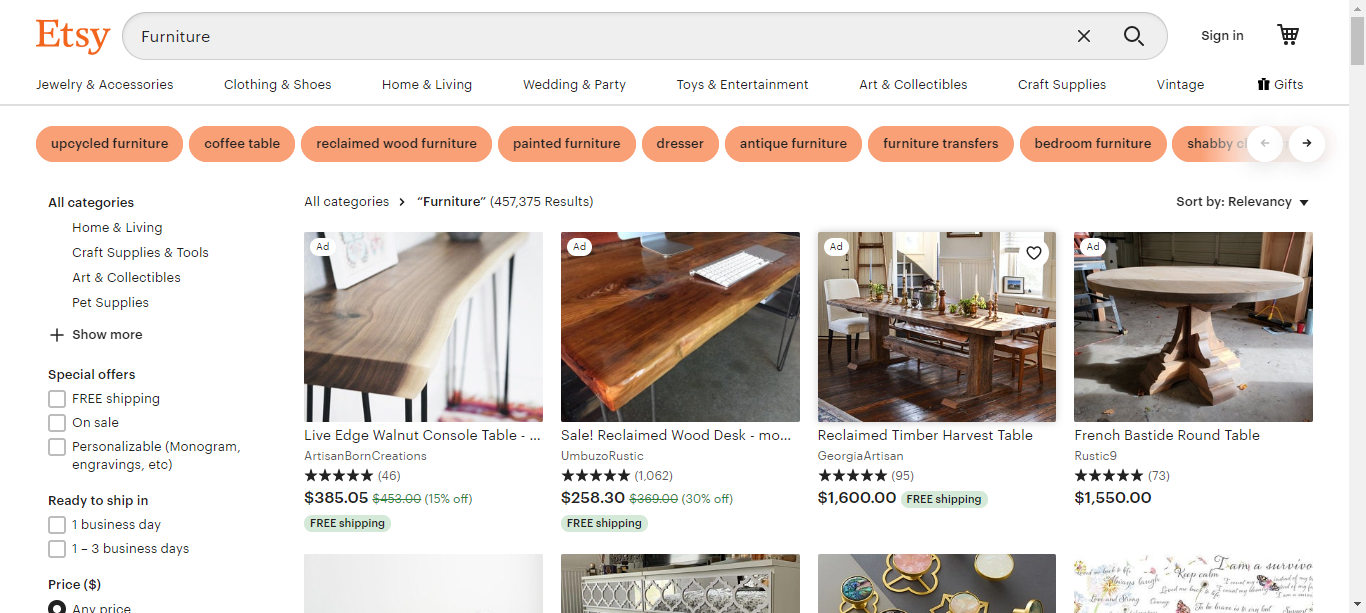 Etsy
Furniture
Sign in
Jewelry & Accessories
Clothing & Shoes
Home & Living
Wedding & Party
Toys & Entertainment
Art & Collectibles
Craft Supplies
Vintage
Gifts
upcycled furniture
coffee table
reclaimed wood furniture
painted furniture
dresser
antique furniture
furniture transfers
bedroom furniture
shabby
All categories
Home & Living
Craft Supplies & Tools
Art & Collectibles
Pet Supplies
Show more
Special offers
FREE shipping
On sale
Personalizable (Monogram,
engravings, etc)
Ready to ship in
1 business day
1 – 3 business days
Price ($)
Any price
All categories > “Furniture” (457,375 Results)
Sort by: Relevancy
Ad
Live Edge Walnut Console Table - ...
ArtisanBornCreations
(46)
$385.05 $453.00 (15% off)
FREE shipping
Ad
Sale! Reclaimed Wood Desk - mo...
UmbuzoRustic
(1,062)
$258.30 $369.00 (30% off)
FREE shipping
Ad
Reclaimed Timber Harvest Table
GeorgiaArtisan
(95)
$1,600.00 FREE shipping
Ad
French Bastide Round Table
Rustic9
(73)
$1,550.00
I am a survivo
Keep calm
Always laugh
Love and Strong